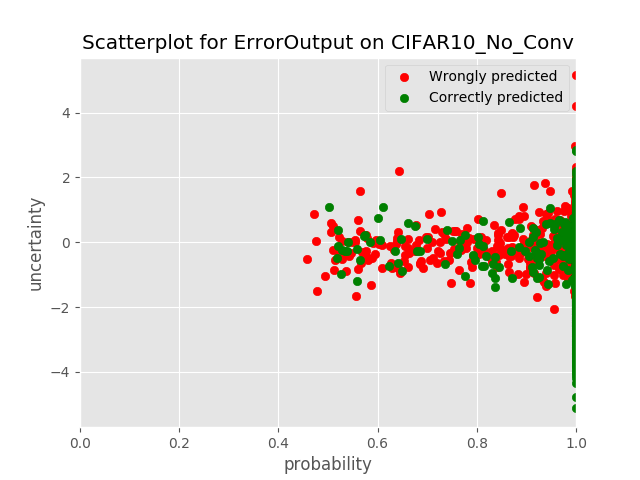 Scatterplot for ErrorOutput on CIFAR10_No_Conv
Wrongly predicted
Correctly predicted
uncertainty
4
2
0
−2
−4
0.0 0.2 0.4 0.6 0.8 1.0
probability